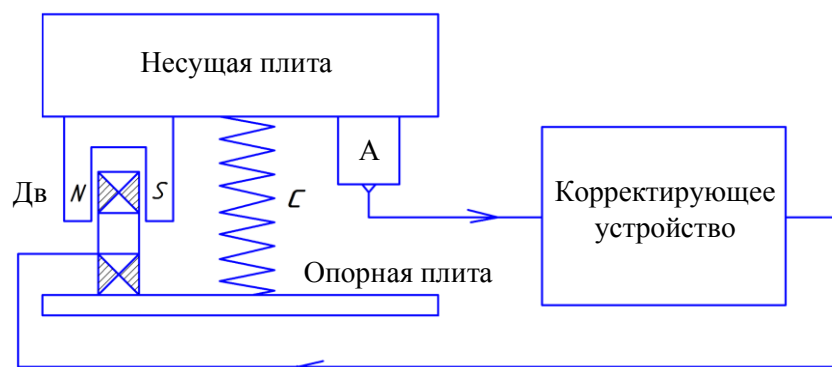 Несущая плита
А
Дв
N
S
C
Корректирующее
устройство
Опорная плита